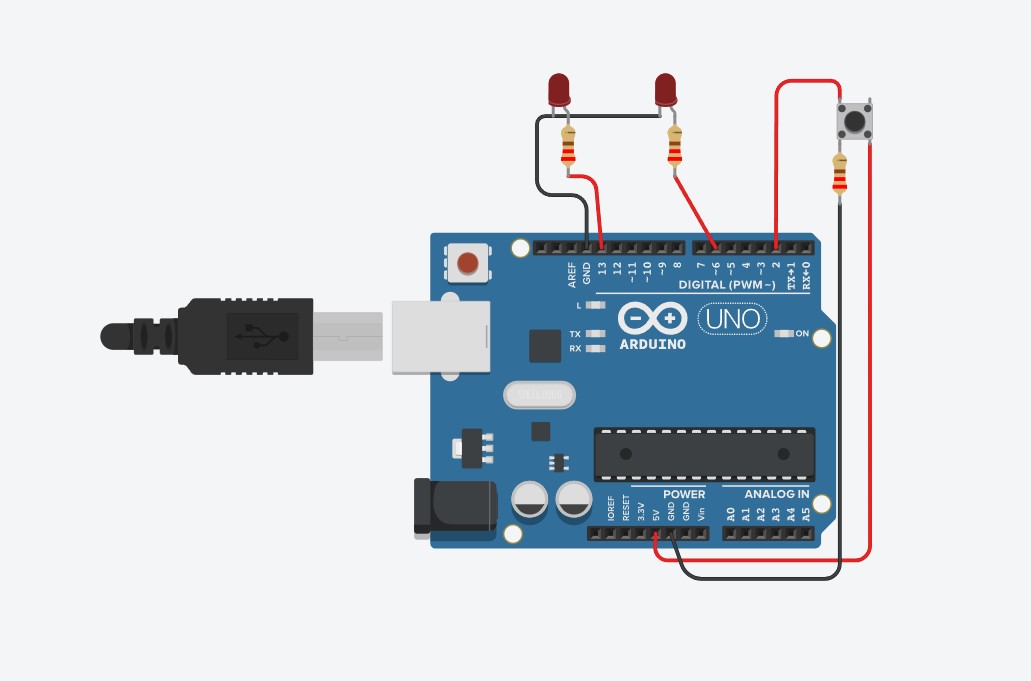 AREF
GND
13
12
~11
~10
~9
8
7
~6
~5
4
~3
2
TX→1
RX←0
DIGITAL (PWM~)
L
TX
RX
ARDUINO
UNO
ON
POWER
ANALOG IN
IOREF
RESET
3.3V
5V
GND
GND
Vin
A0
A1
A2
A3
A4
A5